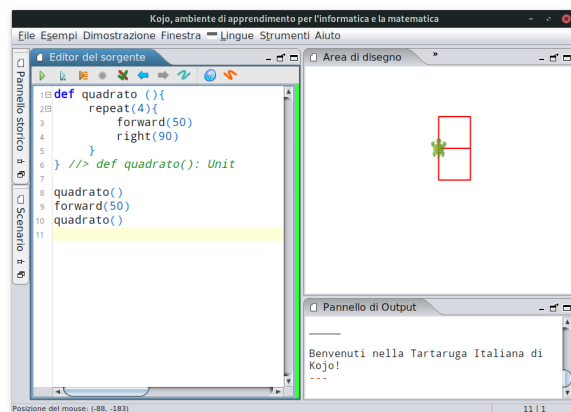 Kojo, ambiente di apprendimento per l'informatica e la matematica
File Esempi Dimostrazione Finestra Lingue Strumenti Aiuto
Pannello storico
Scenario
Editor del sorgente
1 def quadrato (){
2 repeat(4){
3 forward(50)
4 right(90)
5 }
6 } //> def quadrato(): Unit
7
8 quadrato()
9 forward(50)
10 quadrato()
11
Area di disegno »
Pannello di Output
_____
Benvenuti nella Tartaruga Italiana di
Kojo!
---
Posizione del mouse: (-88, -183)
11|1